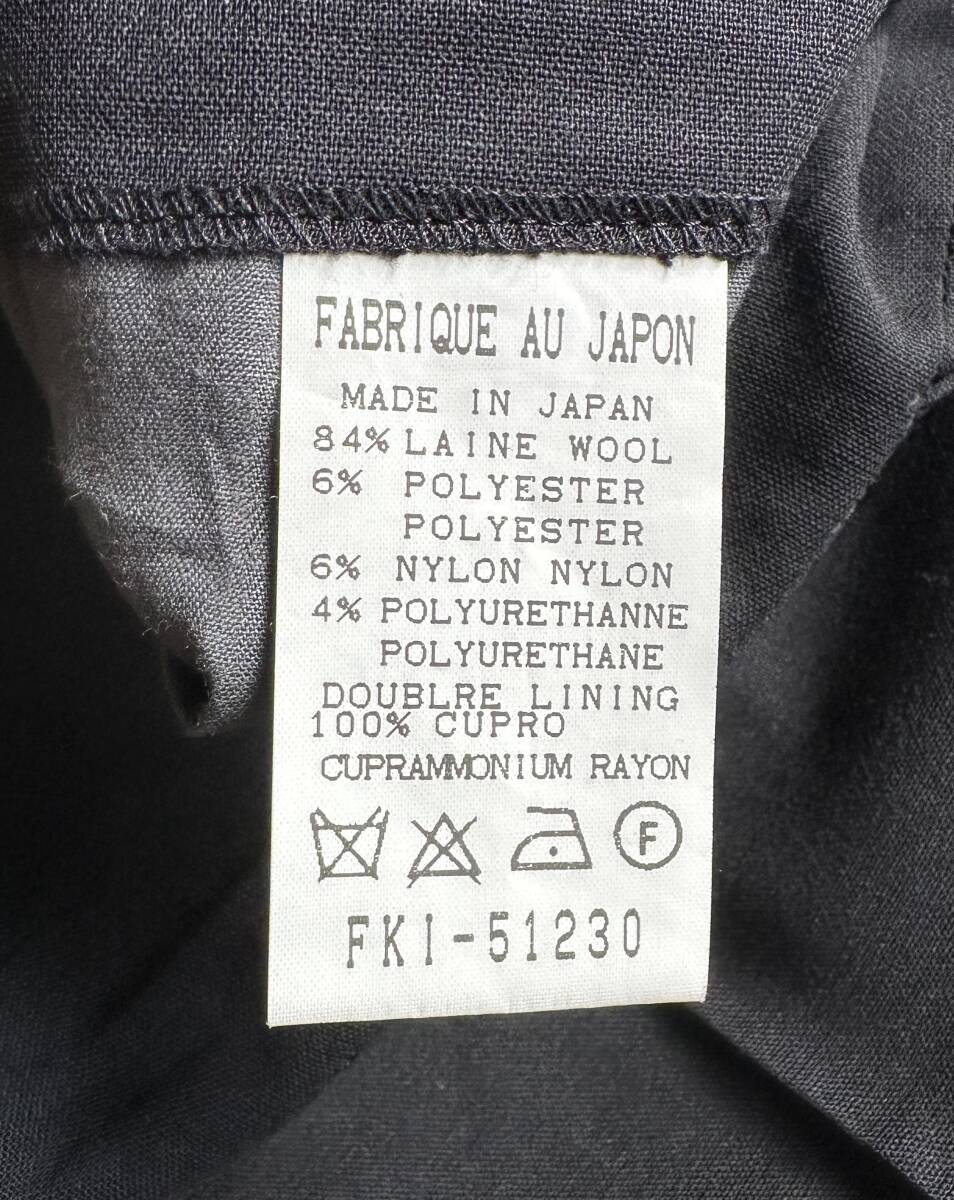 FABRIQUE AU JAPON
MADE IN JAPAN
84% LAINE WOOL
6% POLYESTER
POLYESTER
6% NYLON NYLON
4% POLYURETHANNE
POLYURETHANE
DOUBLRE LINING
100% CUPRO
CUPRAMMONIUM RAYON
F
FKI-51230